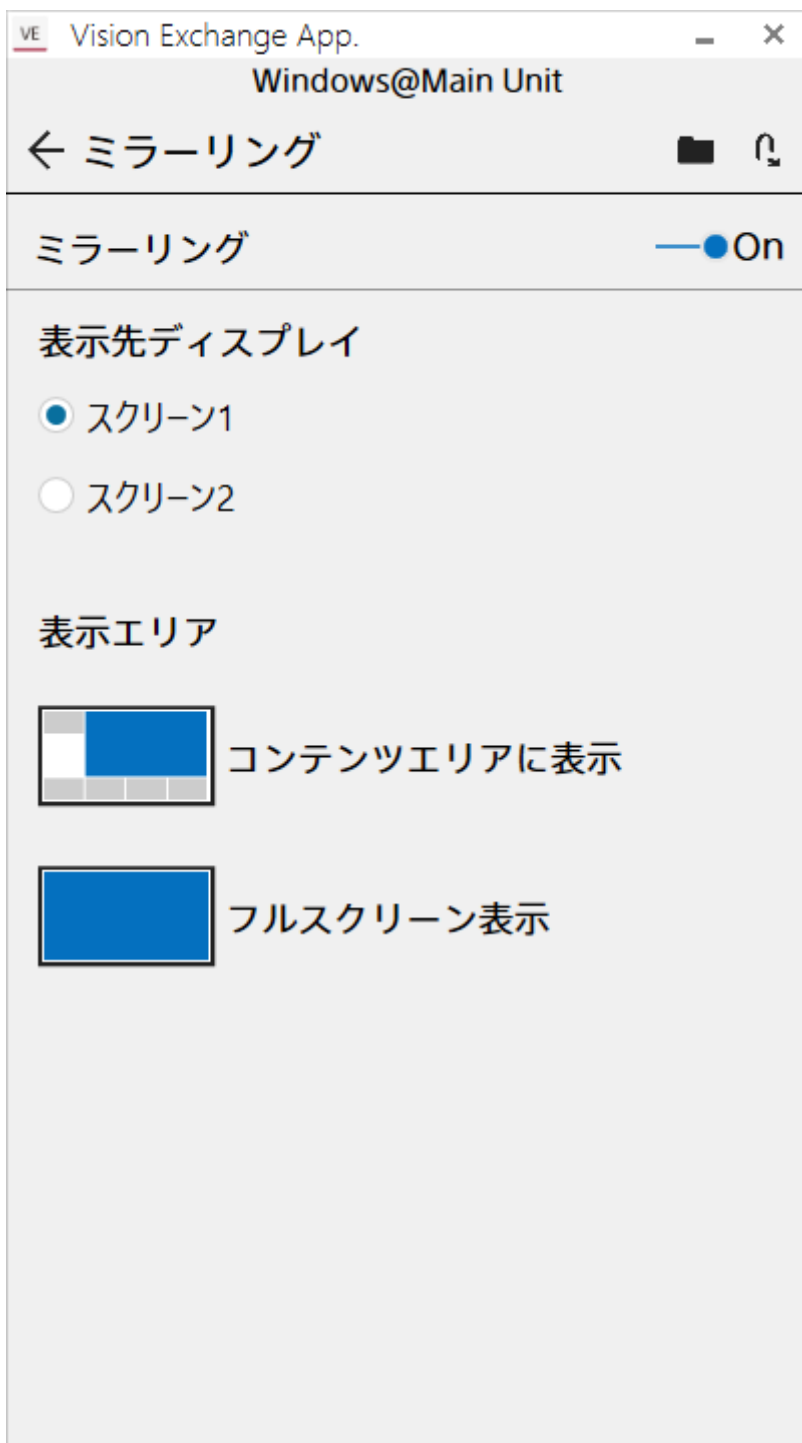 VE Vision Exchange App.
Windows@Main Unit
ミラーリング
ミラーリング On
表示先ディスプレイ
スクリーン1
スクリーン2
表示エリア
コンテンツエリアに表示
フルスクリーン表示